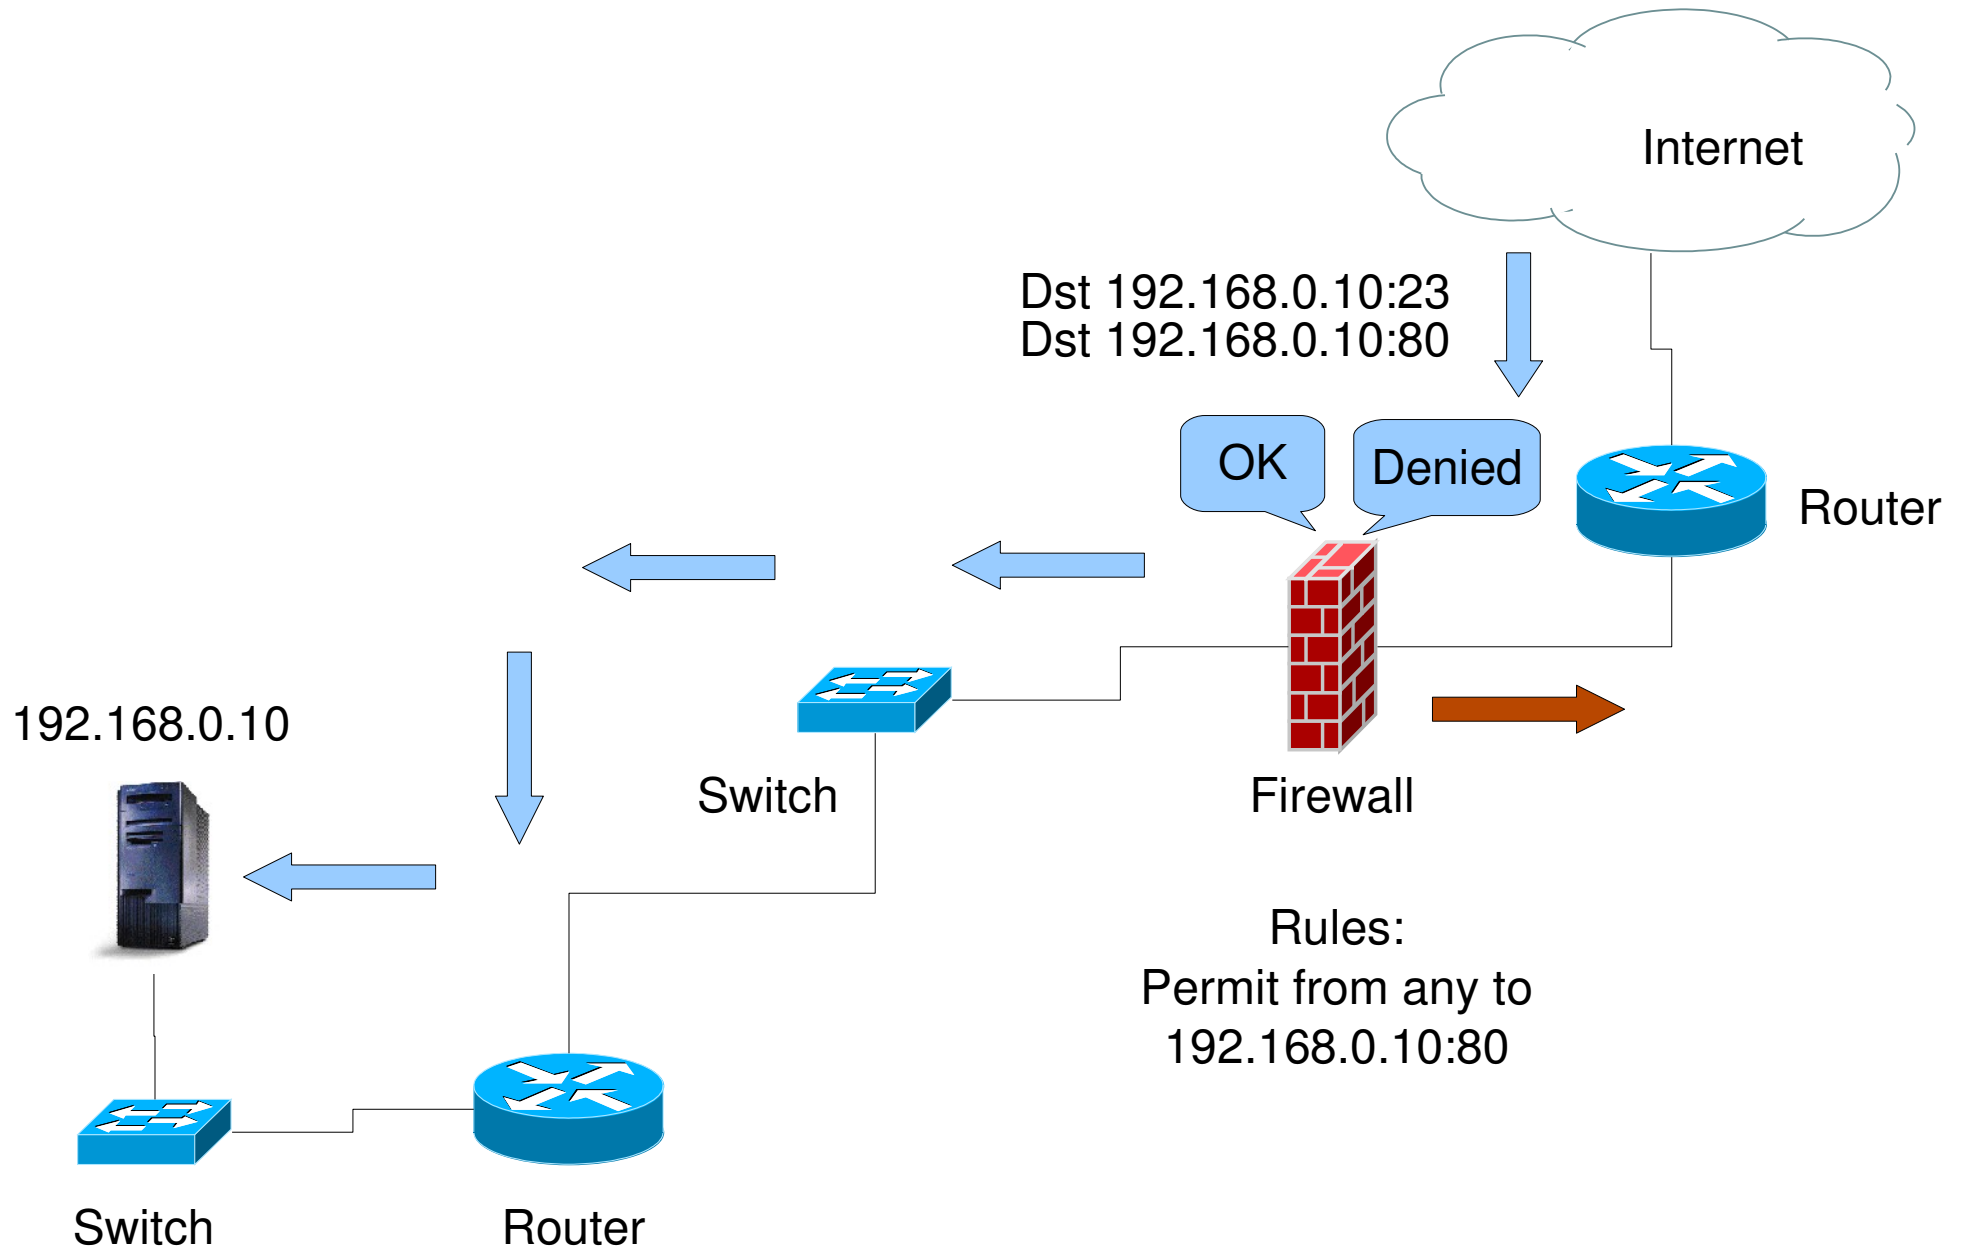 Internet
Dst 192.168.0.10:23
Dst 192.168.0.10:80
OK
Denied
Router
192.168.0.10
Switch
Firewall
Rules:
Permit from any to
192.168.0.10:80
Switch
Router